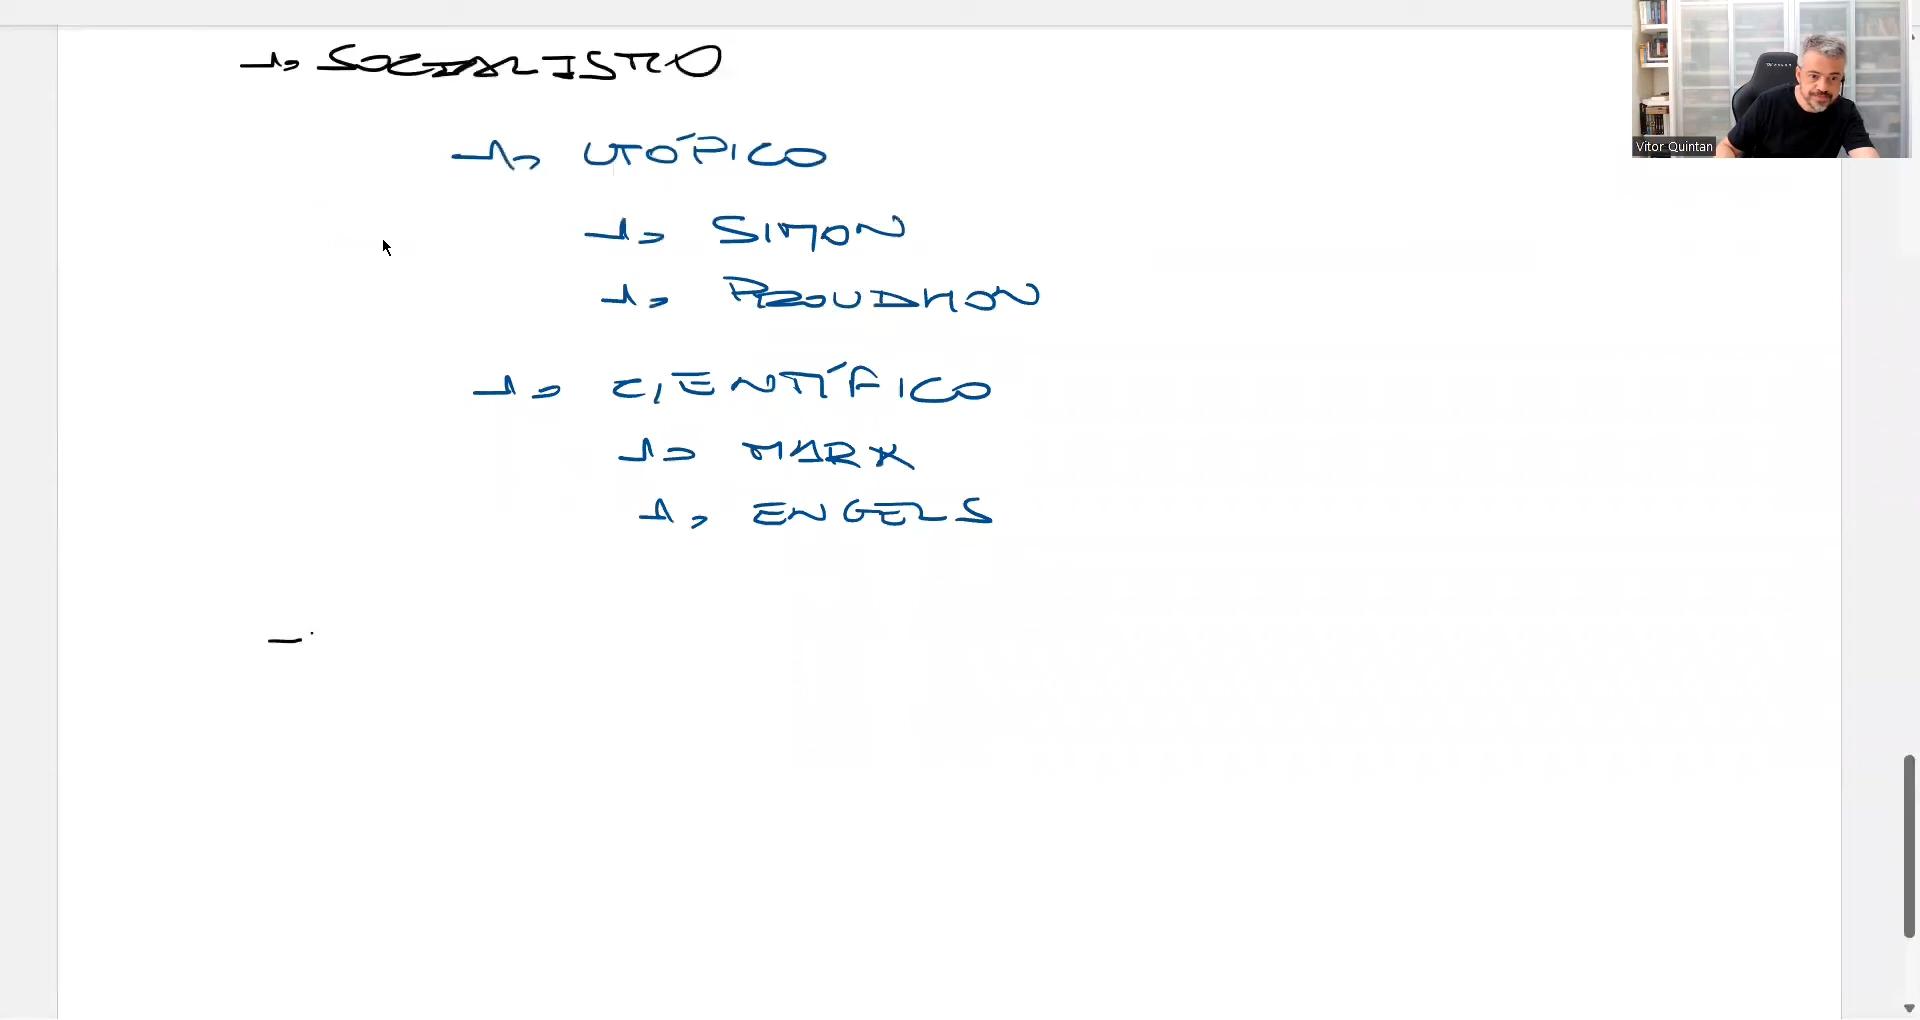 → SOCIALISMO
→ UTÓPICO
→ SIMON
→ PROUDHON
→ CIENTÍFICO
→ MARX
→ ENGELS
Vitor Quintan